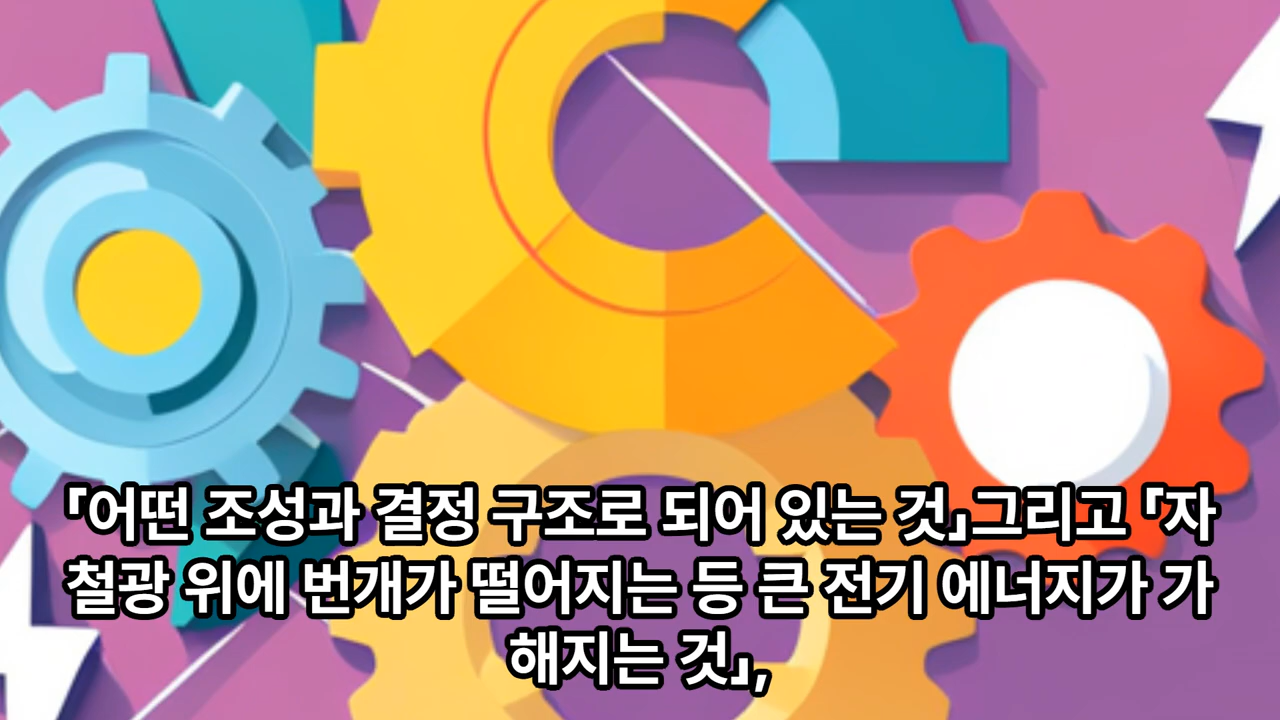 「어떤 조성과 결정 구조로 되어 있는 것」그리고 「자
철광 위에 번개가 떨어지는 등 큰 전기 에너지가 가
해지는 것」,